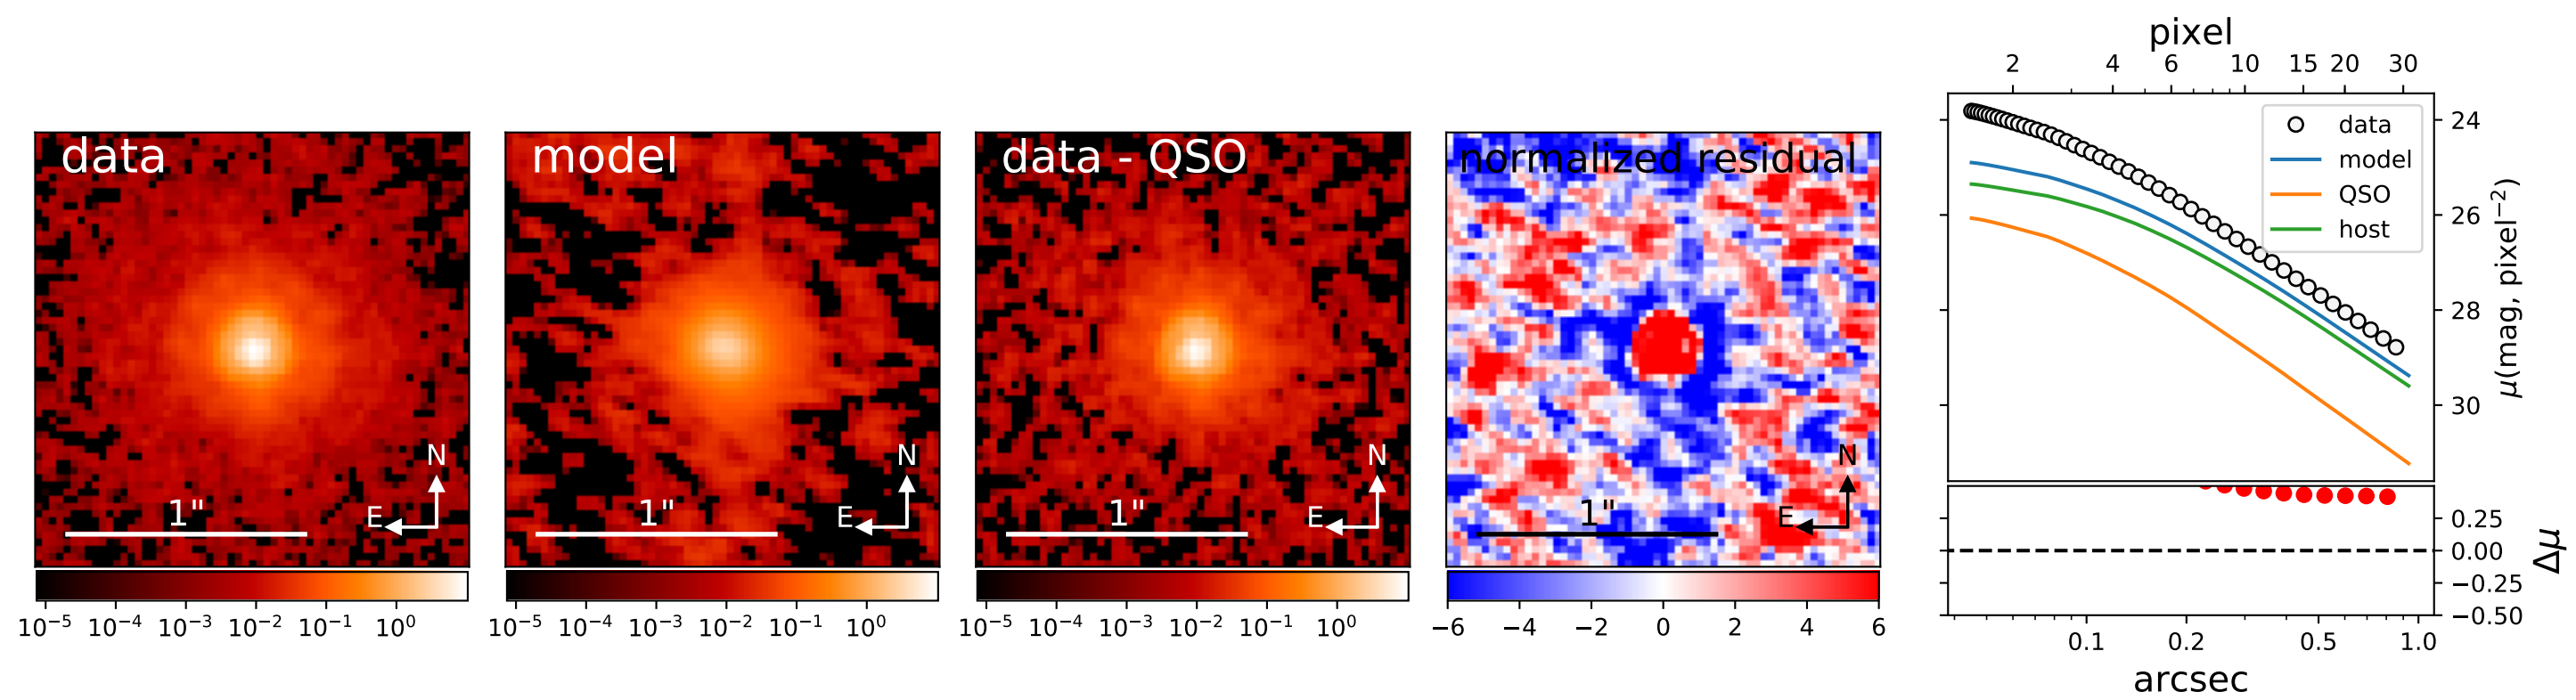 data
N
E
1"
10⁻⁵ 10⁻⁴ 10⁻³ 10⁻² 10⁻¹ 10⁰
model
N
E
1"
10⁻⁵ 10⁻⁴ 10⁻³ 10⁻² 10⁻¹ 10⁰
data - QSO
N
E
1"
10⁻⁵ 10⁻⁴ 10⁻³ 10⁻² 10⁻¹ 10⁰
normalized residual
N
E
1"
−6 −4 −2 0 2 4 6
pixel
2 4 6 10 15 20 30
data
model
QSO
host
24
26
28
30
μ(mag, pixel⁻²)
0.25
0.00
−0.25
−0.50
Δμ
0.1 0.2 0.5 1.0
arcsec